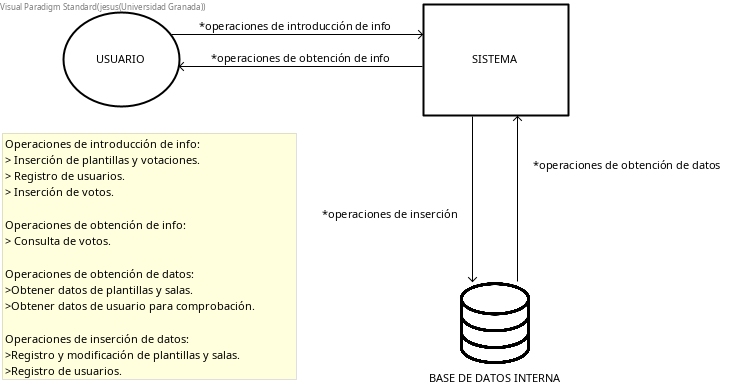 Visual Paradigm Standard(jesus(Universidad Granada))
*operaciones de introducción de info
USUARIO
*operaciones de obtención de info
SISTEMA
Operaciones de introducción de info:
> Inserción de plantillas y votaciones.
> Registro de usuarios.
> Inserción de votos.
Operaciones de obtención de info:
> Consulta de votos.
Operaciones de obtención de datos:
>Obtener datos de plantillas y salas.
>Obtener datos de usuario para comprobación.
Operaciones de inserción de datos:
>Registro y modificación de plantillas y salas.
>Registro de usuarios.
*operaciones de obtención de datos
*operaciones de inserción
BASE DE DATOS INTERNA